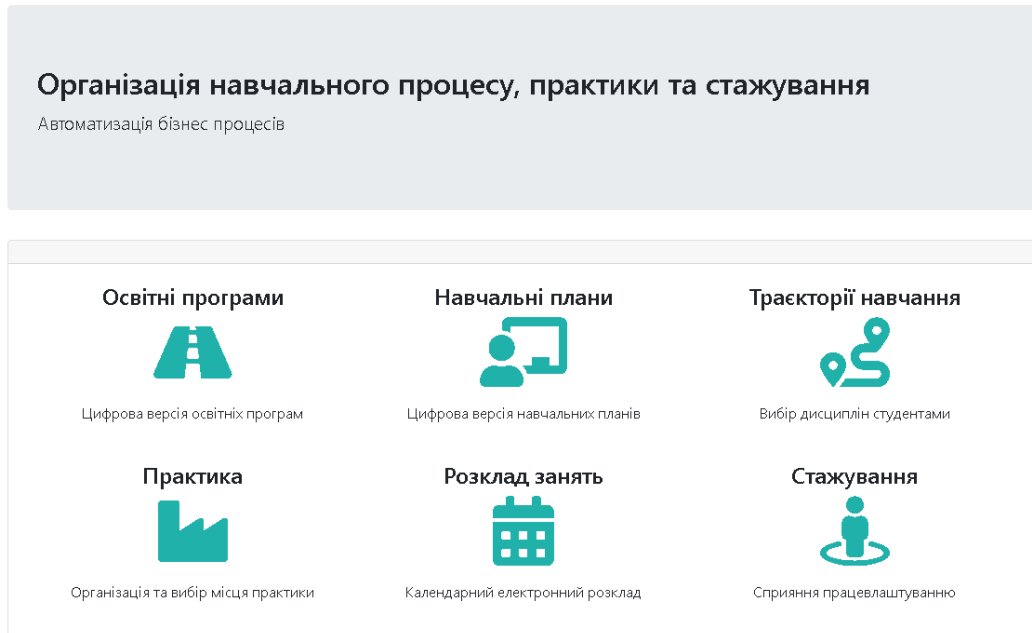 Організація навчального процесу, практики та стажування
Автоматизація бізнес процесів
Освітні програми
Навчальні плани
Траєкторії навчання
Цифрова версія освітніх програм
Цифрова версія навчальних планів
Вибір дисциплін студентами
Практика
Розклад занять
Стажування
Організація та вибір місця практики
Календарний електронний розклад
Сприяння працевлаштуванню